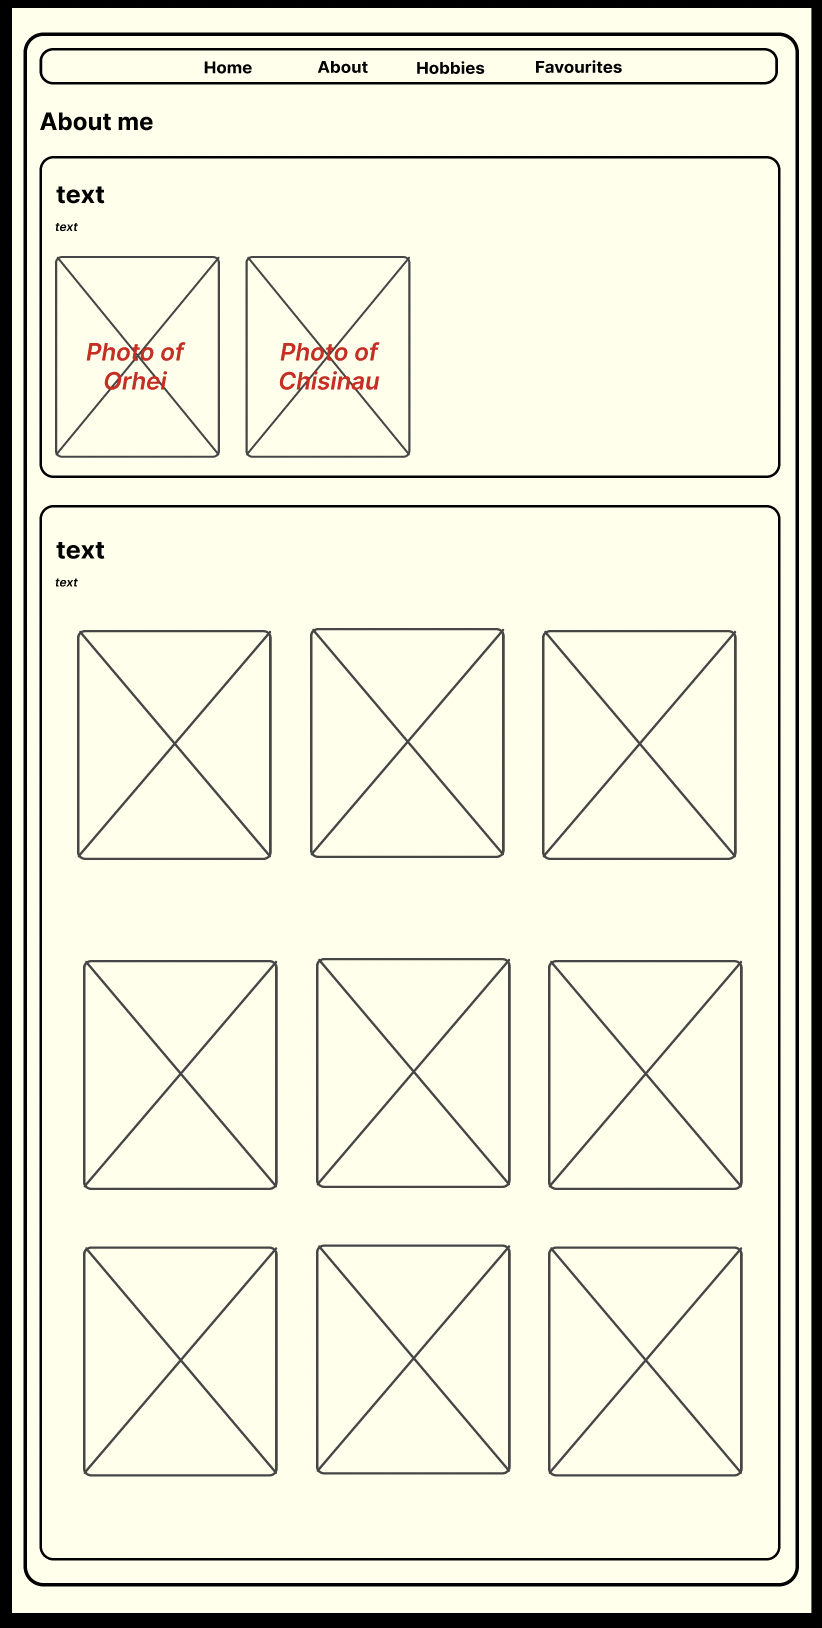 Home About Hobbies Favourites
About me
text
text
Photo of
Orhei
Photo of
Chisinau
text
text